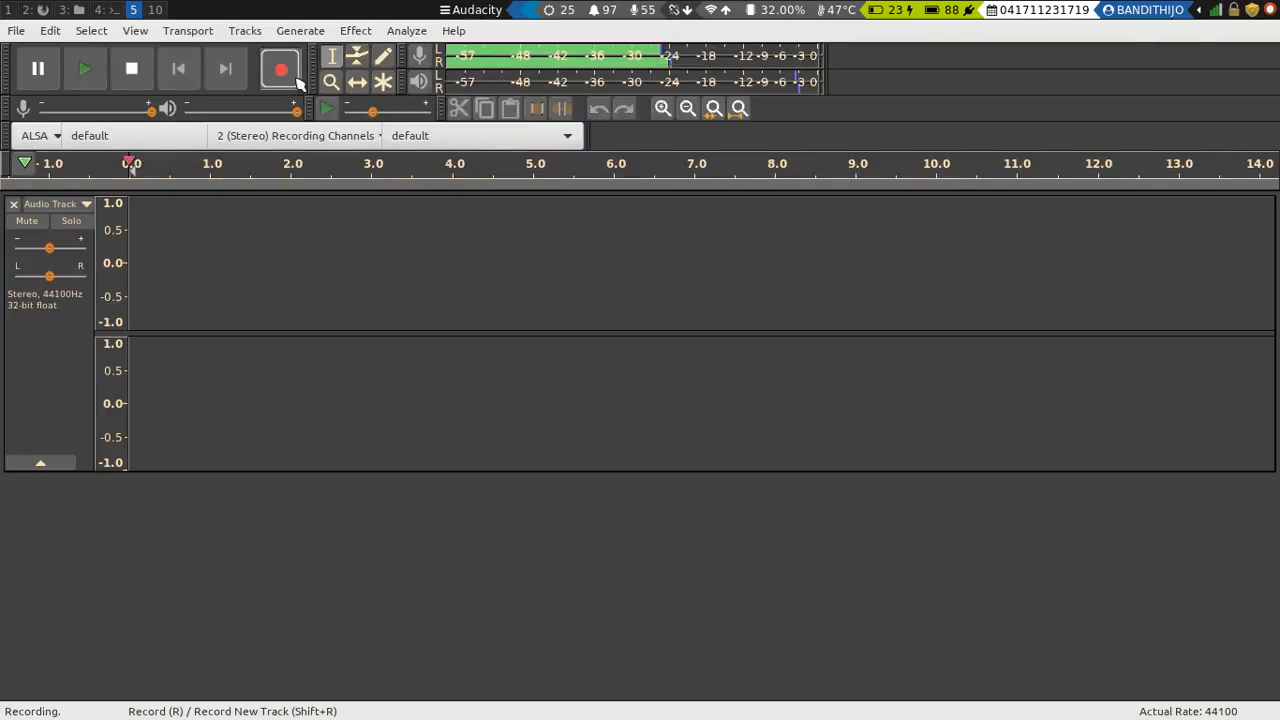 1 2: 3: 4: 5 10 Audacity 25 97 55 32.00% 47°C 23 88 041711231719 BANDITHIJO
File Edit Select View Transport Tracks Generate Effect Analyze Help
L R -57 -48 -42 -36 -30 -24 -18 -12 -9 -6 -3 0
L R -57 -48 -42 -36 -30 -24 -18 -12 -9 -6 -3 0
- + - + - +
ALSA default 2 (Stereo) Recording Channels default
1.0 0.0 1.0 2.0 3.0 4.0 5.0 6.0 7.0 8.0 9.0 10.0 11.0 12.0 13.0 14.0
Audio Track 1.0
Mute Solo
0.5
- +
L R 0.0
Stereo, 44100Hz -0.5
32-bit float
-1.0
1.0
0.5
0.0
-0.5
-1.0
Recording. Record (R) / Record New Track (Shift+R) Actual Rate: 44100